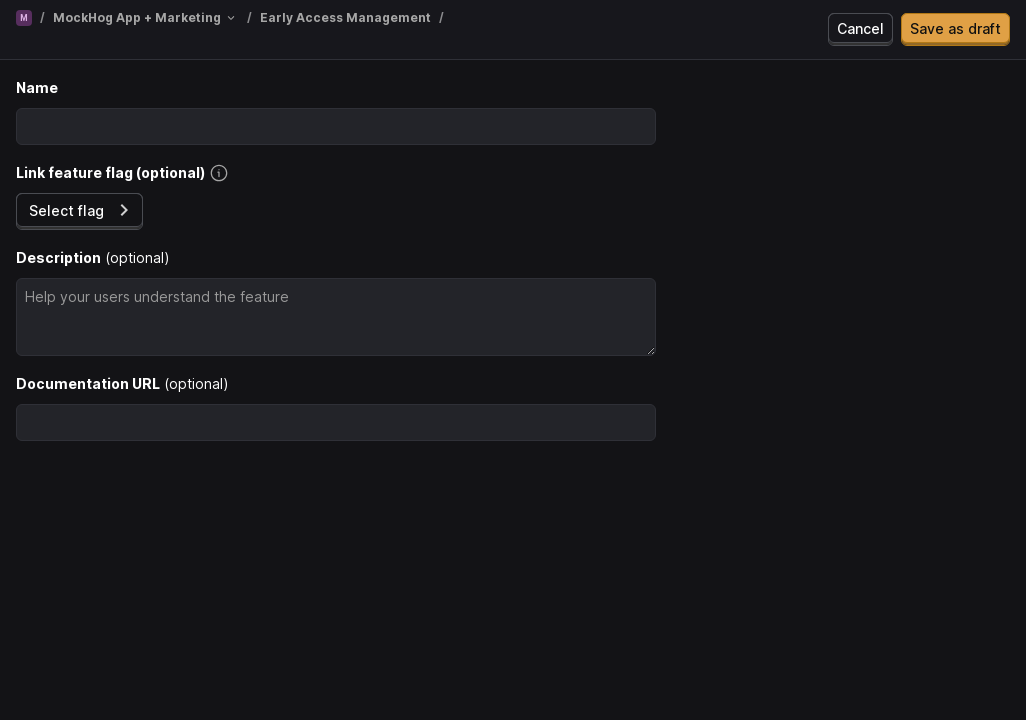 M / MockHog App + Marketing / Early Access Management /
Cancel
Save as draft
Name
Link feature flag (optional)
Select flag
Description (optional)
Help your users understand the feature
Documentation URL (optional)